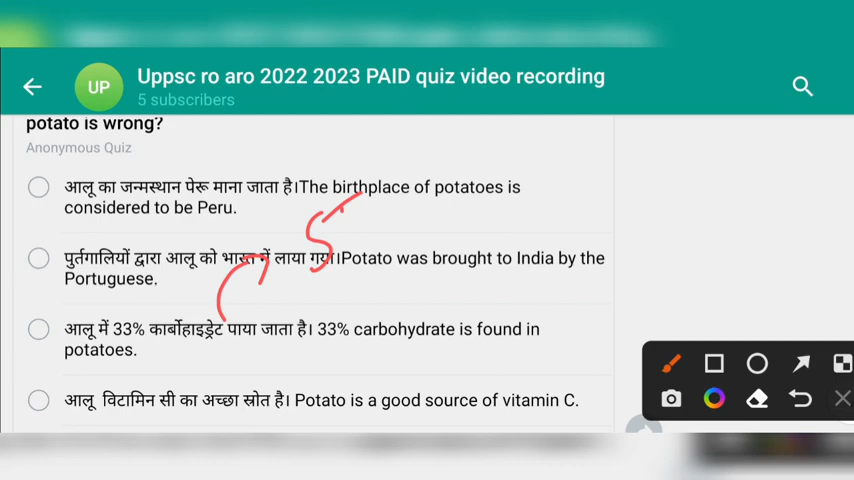 UP
Uppsc ro aro 2022 2023 PAID quiz video recording
5 subscribers
potato is wrong?
Anonymous Quiz
आलू का जन्मस्थान पेरू माना जाता है।The birthplace of potatoes is
considered to be Peru.
पुर्तगालियों द्वारा आलू को भारत में लाया गया।Potato was brought to India by the
Portuguese.
आलू में 33% कार्बोहाइड्रेट पाया जाता है। 33% carbohydrate is found in
potatoes.
आलू विटामिन सी का अच्छा स्रोत है। Potato is a good source of vitamin C.